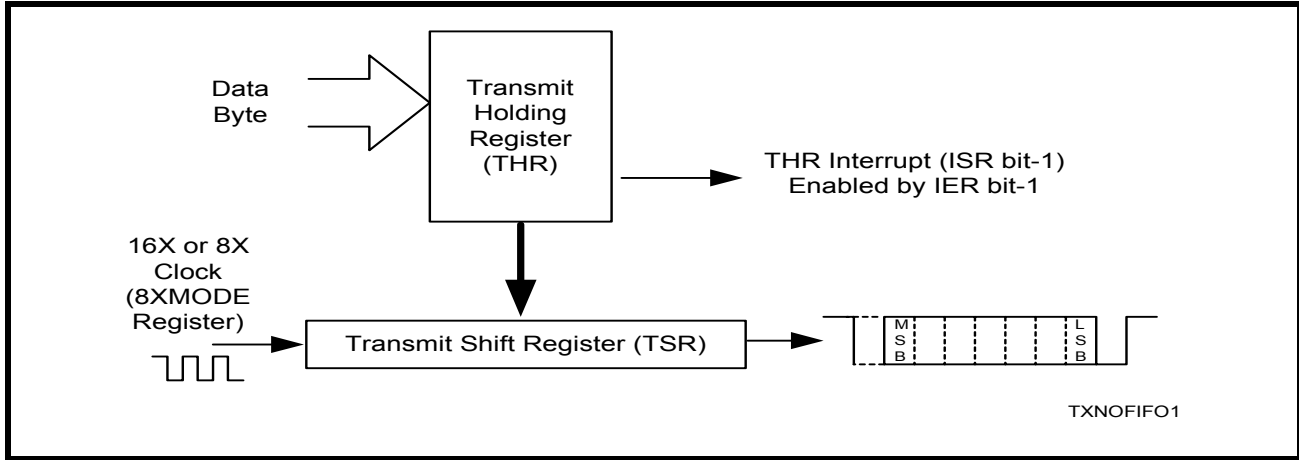 Data
Byte
Transmit
Holding
Register
(THR)
THR Interrupt (ISR bit-1)
Enabled by IER bit-1
16X or 8X
Clock
(8XMODE
Register)
Transmit Shift Register (TSR)
M
S
B
L
S
B
TXNOFIFO1